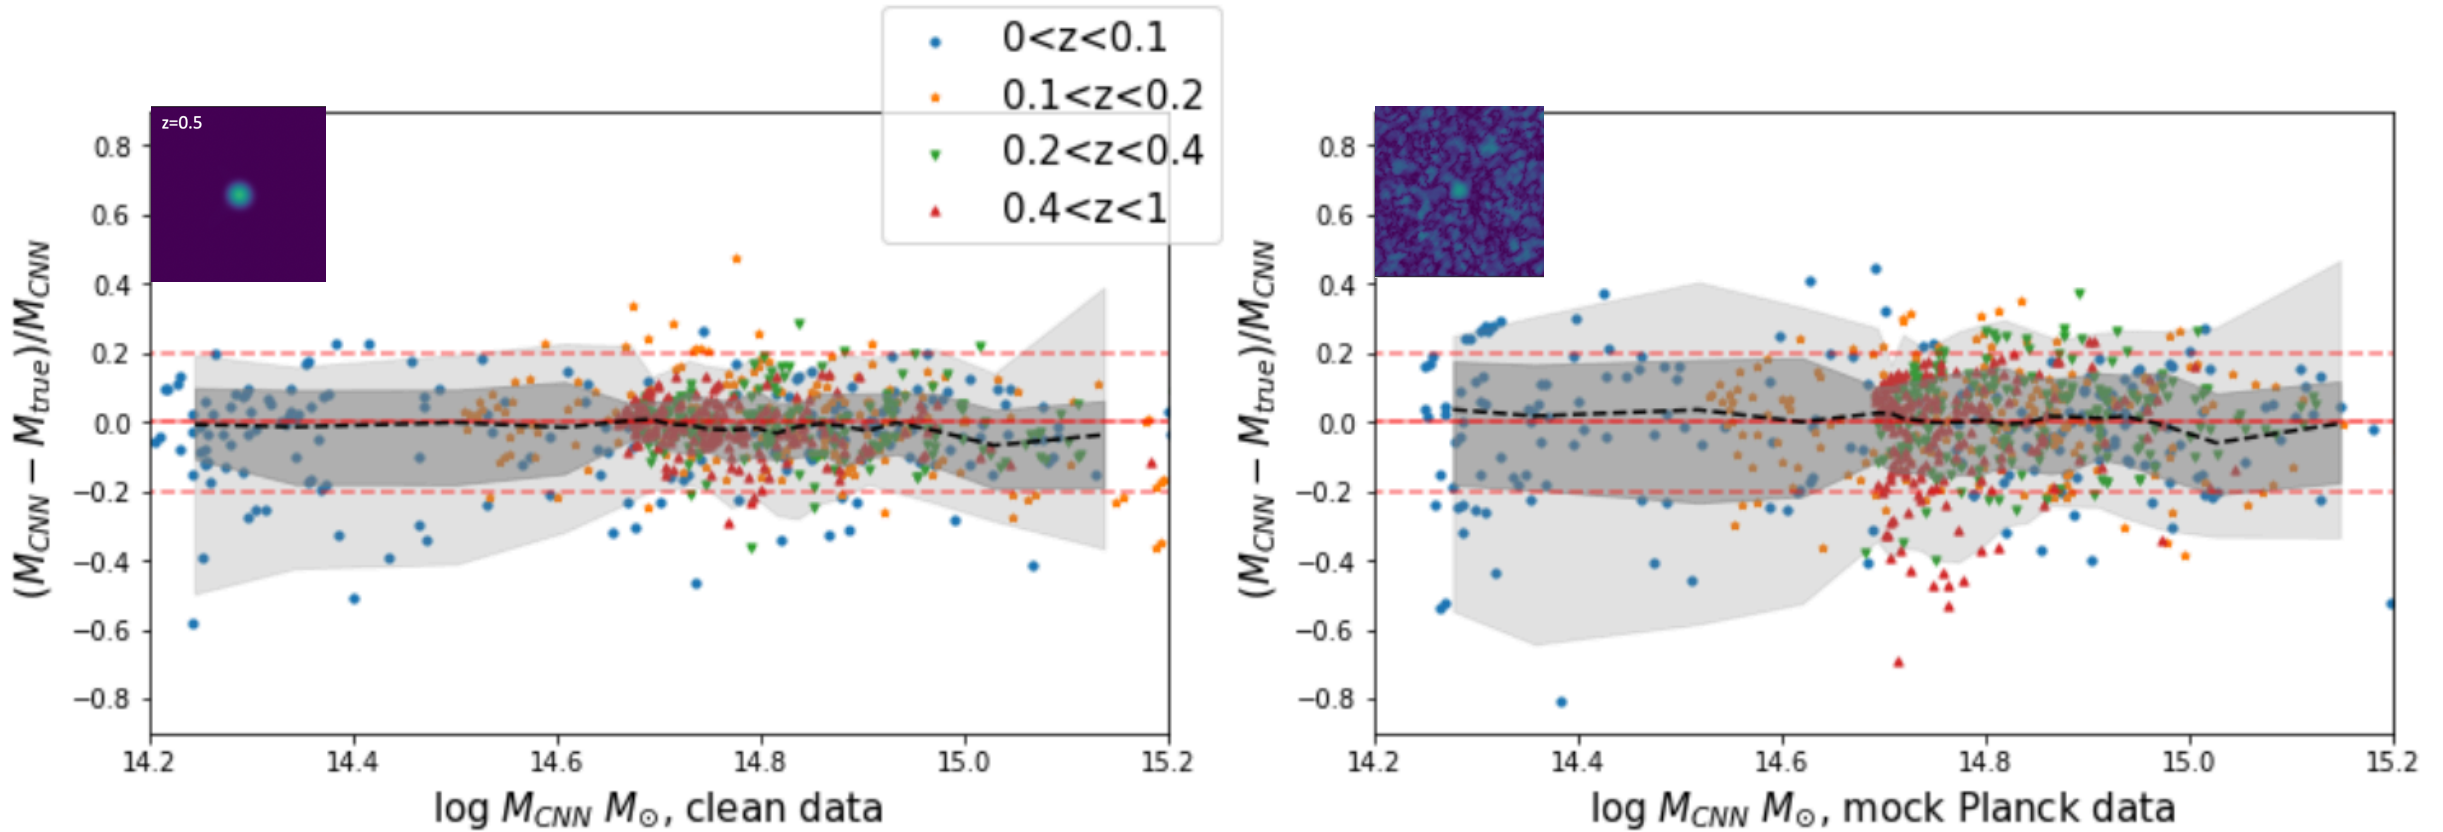 0<z<0.1
0.1<z<0.2
0.2<z<0.4
0.4<z<1
z=0.5
0.8
0.6
0.4
0.2
0.0
−0.2
−0.4
−0.6
−0.8
(M_CNN − M_true)/M_CNN
14.2 14.4 14.6 14.8 15.0 15.2
log M_CNN M_⊙, clean data
0.8
0.6
0.4
0.2
0.0
−0.2
−0.4
−0.6
−0.8
(M_CNN − M_true)/M_CNN
14.2 14.4 14.6 14.8 15.0 15.2
log M_CNN M_⊙, mock Planck data